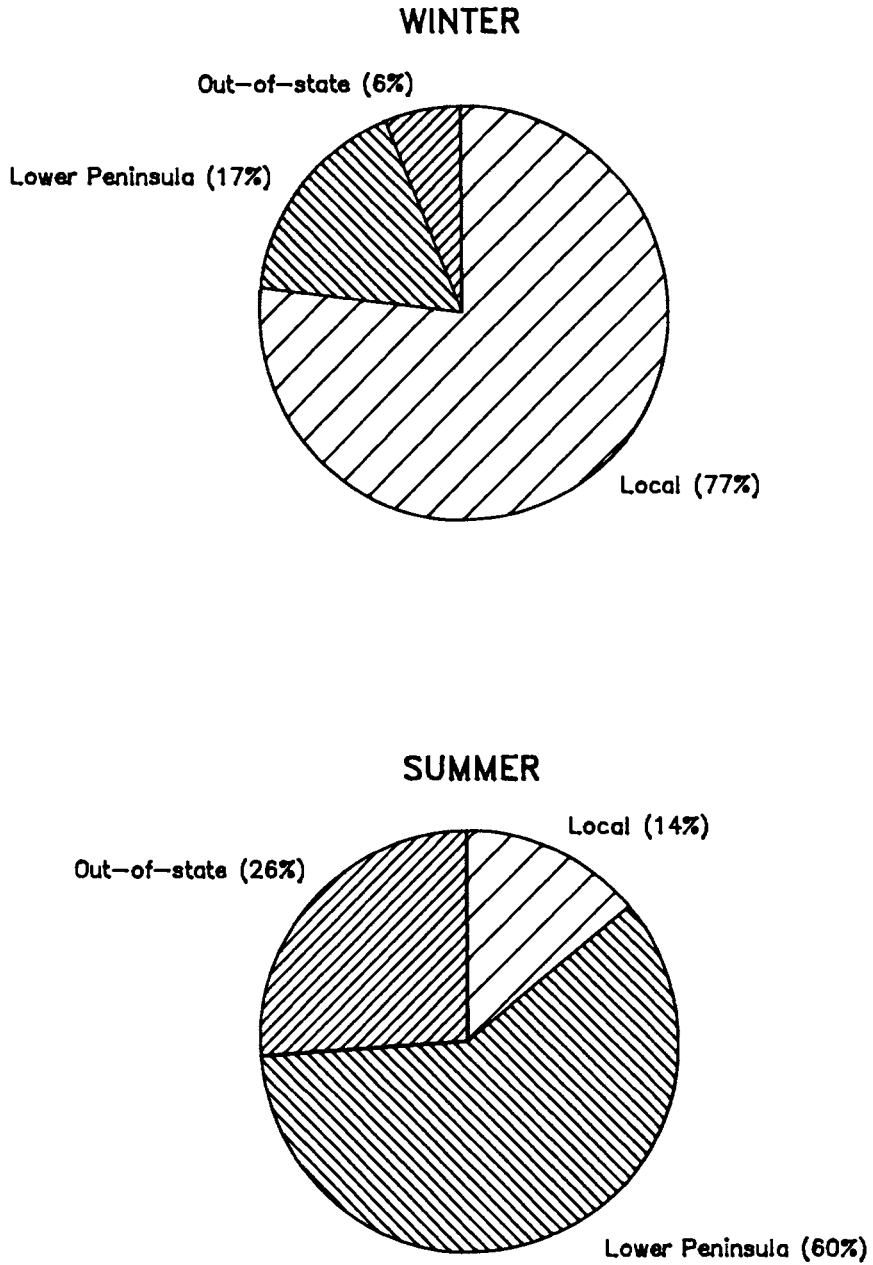 WINTER
Out-of-state (6%)
Lower Peninsula (17%)
Local (77%)
SUMMER
Local (14%)
Out-of-state (26%)
Lower Peninsula (60%)